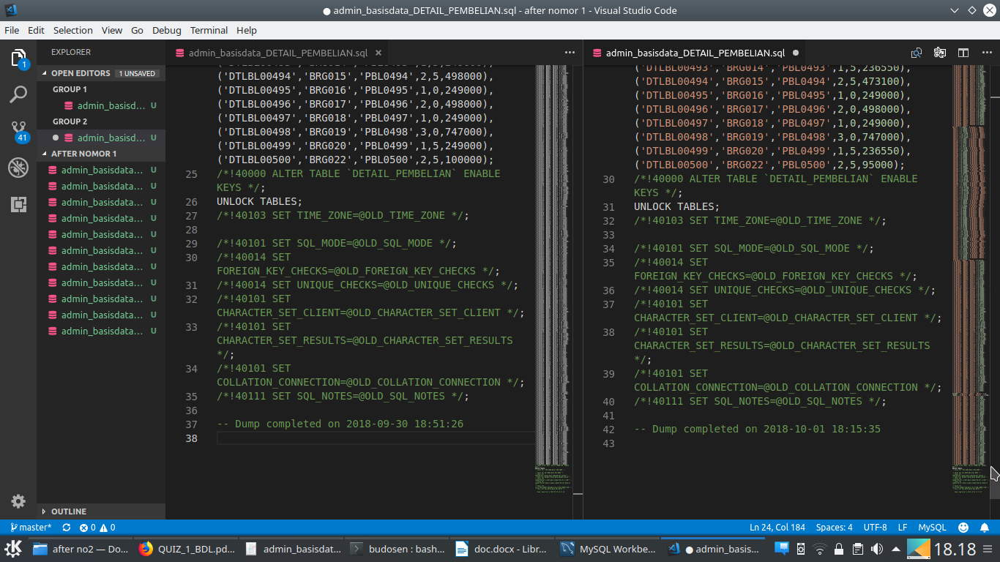 admin_basisdata_DETAIL_PEMBELIAN.sql - after nomor 1 - Visual Studio Code
File Edit Selection View Go Debug Terminal Help
1
41
EXPLORER
OPEN EDITORS 1 UNSAVED
GROUP 1
admin_basisd... U
GROUP 2
admin_basisd... U
AFTER NOMOR 1
admin_basisdata... U
admin_basisdata... U
admin_basisdata... U
admin_basisdata... U
admin_basisdata... U
admin_basisdata... U
admin_basisdata... U
admin_basisdata... U
admin_basisdata... U
admin_basisdata... U
admin_basisdata... U
OUTLINE
admin_basisdata_DETAIL_PEMBELIAN.sql
('DTLBL00494','BRG015','PBL0494',2,5,498000),
('DTLBL00495','BRG016','PBL0495',1,0,249000),
('DTLBL00496','BRG017','PBL0496',2,0,498000),
('DTLBL00497','BRG018','PBL0497',1,0,249000),
('DTLBL00498','BRG019','PBL0498',3,0,747000),
('DTLBL00499','BRG020','PBL0499',1,5,249000),
('DTLBL00500','BRG022','PBL0500',2,5,100000);
25 /*!40000 ALTER TABLE `DETAIL_PEMBELIAN` ENABLE
KEYS */;
26 UNLOCK TABLES;
27 /*!40103 SET TIME_ZONE=@OLD_TIME_ZONE */;
28
29 /*!40101 SET SQL_MODE=@OLD_SQL_MODE */;
30 /*!40014 SET
FOREIGN_KEY_CHECKS=@OLD_FOREIGN_KEY_CHECKS */;
31 /*!40014 SET UNIQUE_CHECKS=@OLD_UNIQUE_CHECKS */;
32 /*!40101 SET
CHARACTER_SET_CLIENT=@OLD_CHARACTER_SET_CLIENT */;
33 /*!40101 SET
CHARACTER_SET_RESULTS=@OLD_CHARACTER_SET_RESULTS
*/;
34 /*!40101 SET
COLLATION_CONNECTION=@OLD_COLLATION_CONNECTION */;
35 /*!40111 SET SQL_NOTES=@OLD_SQL_NOTES */;
36
37 -- Dump completed on 2018-09-30 18:51:26
38
admin_basisdata_DETAIL_PEMBELIAN.sql
('DTLBL00493','BRG014','PBL0493',1,5,236550),
('DTLBL00494','BRG015','PBL0494',2,5,473100),
('DTLBL00495','BRG016','PBL0495',1,0,249000),
('DTLBL00496','BRG017','PBL0496',2,0,498000),
('DTLBL00497','BRG018','PBL0497',1,0,249000),
('DTLBL00498','BRG019','PBL0498',3,0,747000),
('DTLBL00499','BRG020','PBL0499',1,5,236550),
('DTLBL00500','BRG022','PBL0500',2,5,95000);
30 /*!40000 ALTER TABLE `DETAIL_PEMBELIAN` ENABLE
KEYS */;
31 UNLOCK TABLES;
32 /*!40103 SET TIME_ZONE=@OLD_TIME_ZONE */;
33
34 /*!40101 SET SQL_MODE=@OLD_SQL_MODE */;
35 /*!40014 SET
FOREIGN_KEY_CHECKS=@OLD_FOREIGN_KEY_CHECKS */;
36 /*!40014 SET UNIQUE_CHECKS=@OLD_UNIQUE_CHECKS */;
37 /*!40101 SET
CHARACTER_SET_CLIENT=@OLD_CHARACTER_SET_CLIENT */;
38 /*!40101 SET
CHARACTER_SET_RESULTS=@OLD_CHARACTER_SET_RESULTS
*/;
39 /*!40101 SET
COLLATION_CONNECTION=@OLD_COLLATION_CONNECTION */;
40 /*!40111 SET SQL_NOTES=@OLD_SQL_NOTES */;
41
42 -- Dump completed on 2018-10-01 18:15:35
43
master* 0 0 Ln 24, Col 184 Spaces: 4 UTF-8 LF MySQL
after no2 — Do... QUIZ_1_BDL.pd... admin_basisdat... budosen : bash... doc.docx - Libr... MySQL Workbe... admin_basis... 18.18